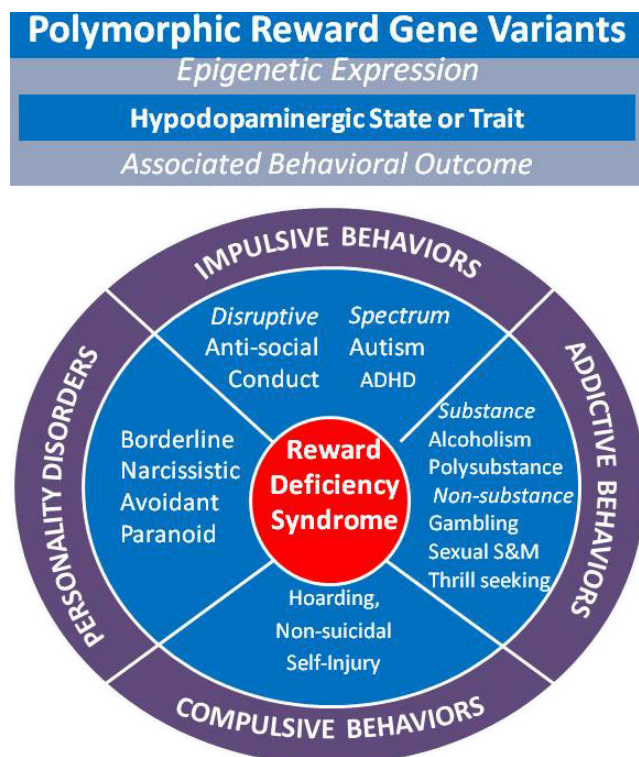 Polymorphic Reward Gene Variants
Epigenetic Expression
Hypodopaminergic State or Trait
Associated Behavioral Outcome
IMPULSIVE BEHAVIORS
Disruptive
Anti-social
Conduct
Spectrum
Autism
ADHD
PERSONALITY DISORDERS
Borderline
Narcissistic
Avoidant
Paranoid
Reward
Deficiency
Syndrome
ADDICTIVE BEHAVIORS
Substance
Alcoholism
Polysubstance
Non-substance
Gambling
Sexual S&M
Thrill seeking
Hoarding,
Non-suicidal
Self-Injury
COMPULSIVE BEHAVIORS